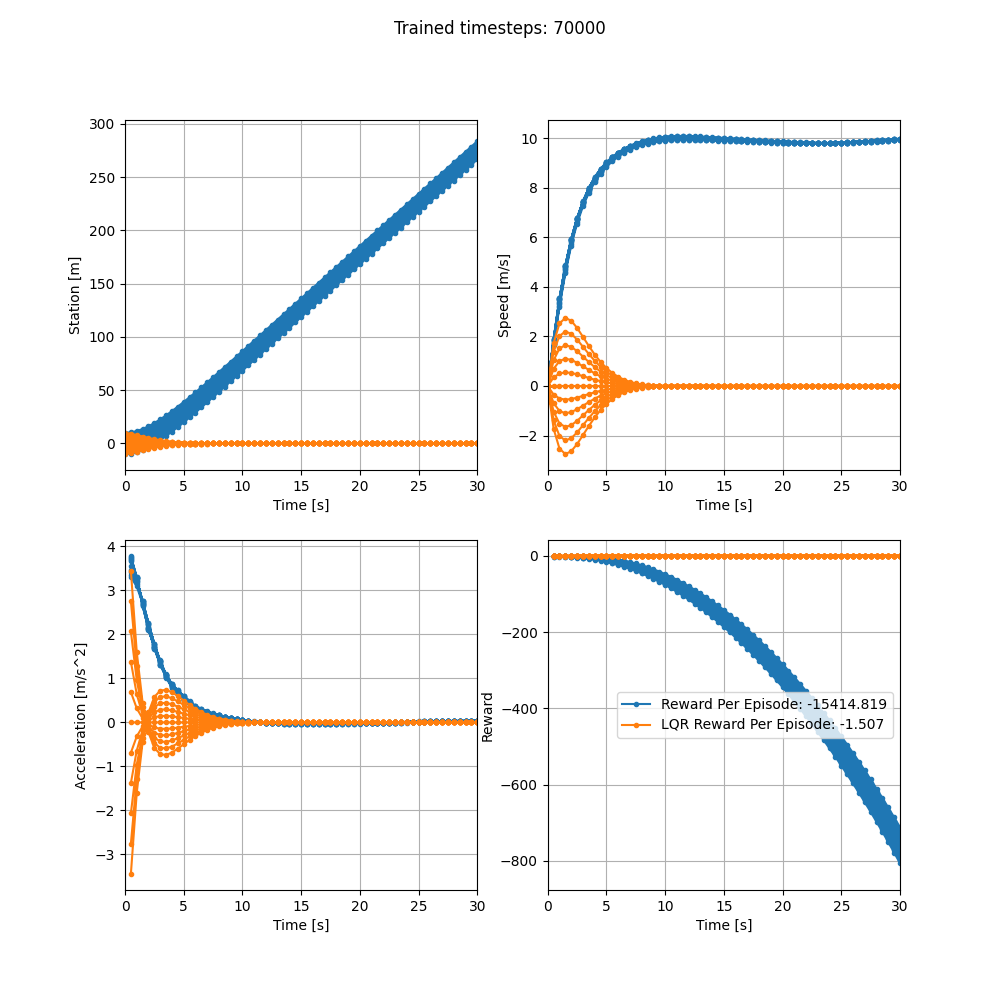 Trained timesteps: 70000
300
250
200
150
100
50
0
Station [m]
0 5 10 15 20 25 30
Time [s]
10
8
6
4
2
0
−2
Speed [m/s]
0 5 10 15 20 25 30
Time [s]
4
3
2
1
0
−1
−2
−3
Acceleration [m/s^2]
0 5 10 15 20 25 30
Time [s]
0
−200
−400
−600
−800
Reward
Reward Per Episode: -15414.819
LQR Reward Per Episode: -1.507
0 5 10 15 20 25 30
Time [s]